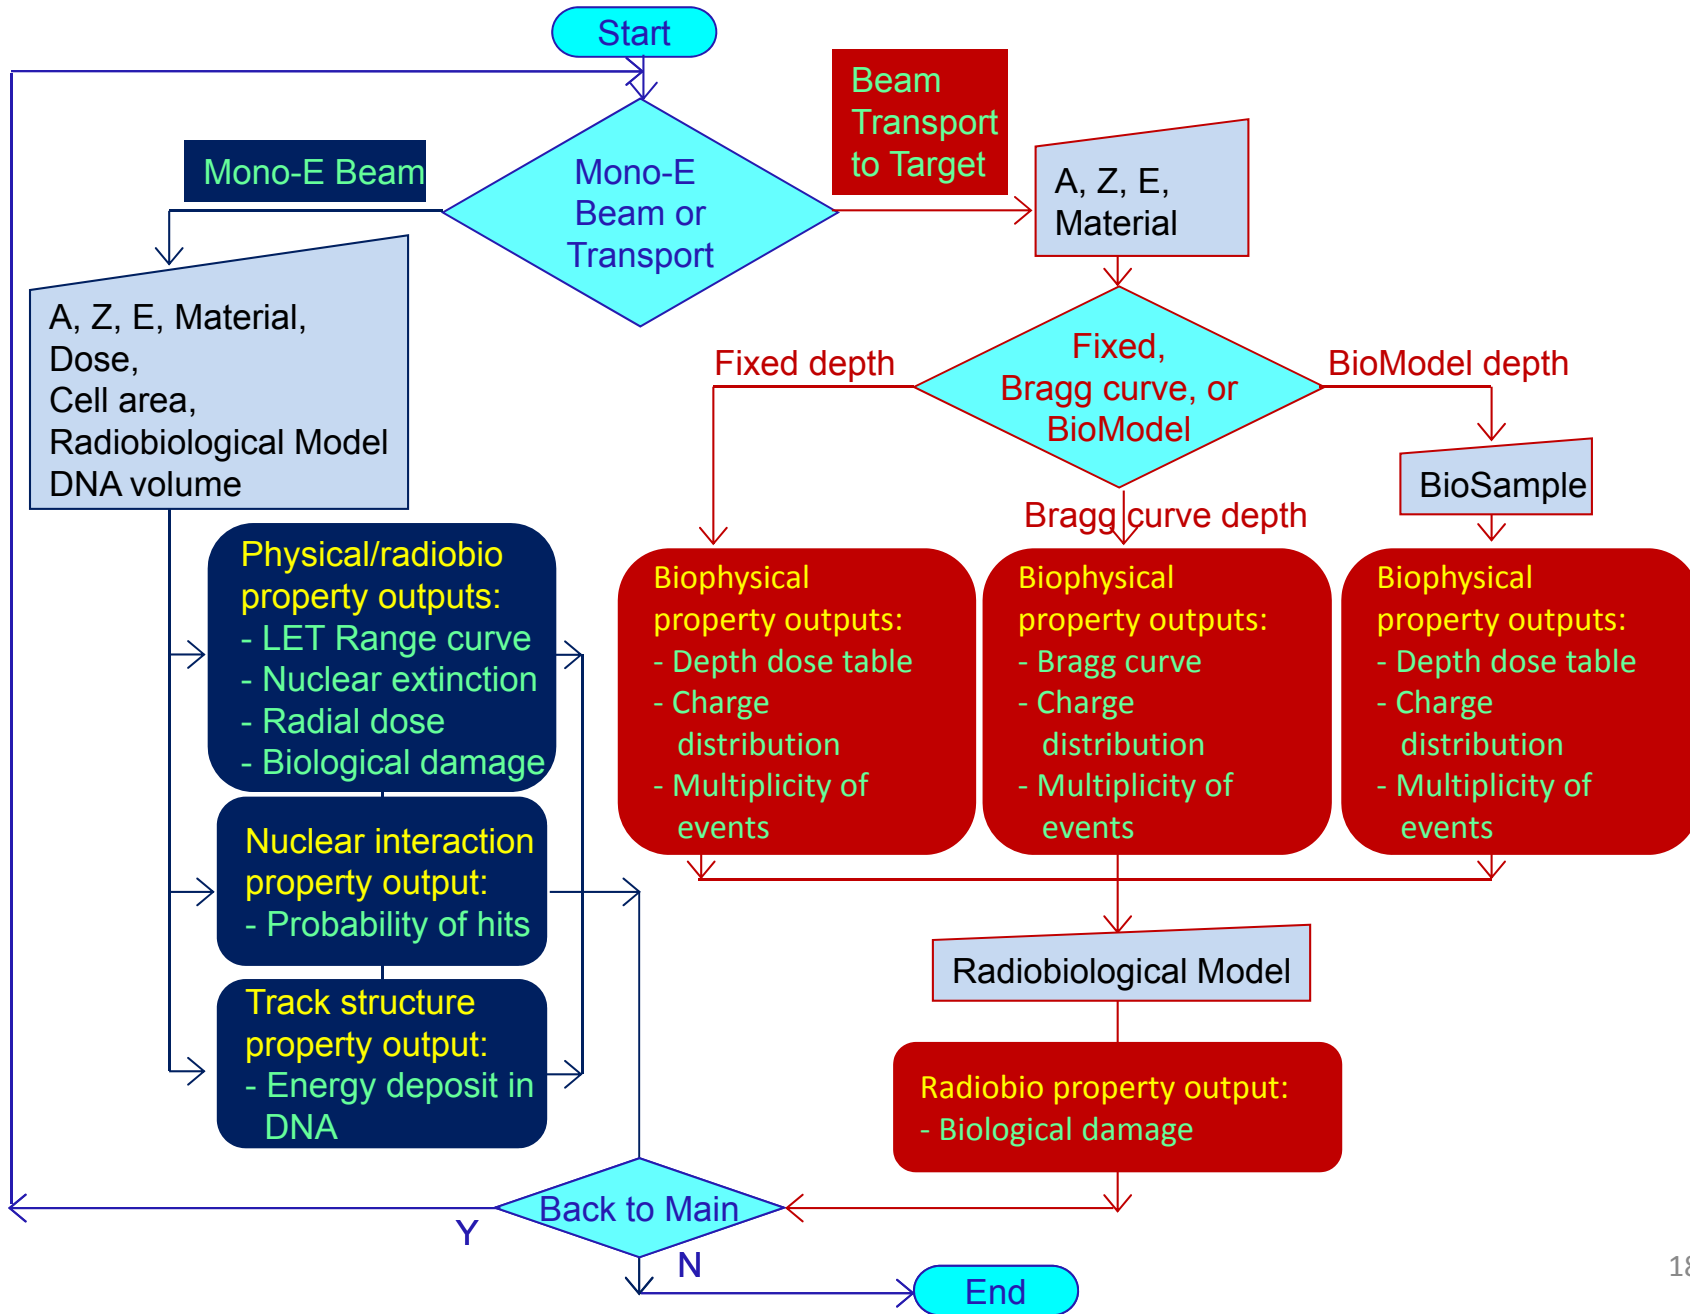 Start
Beam
Transport
to Target
Mono-E Beam
Mono-E
Beam or
Transport
A, Z, E,
Material
A, Z, E, Material,
Dose,
Cell area,
Radiobiological Model
DNA volume
Fixed depth
Fixed,
Bragg curve, or
BioModel
BioModel depth
BioSample
Bragg curve depth
Physical/radiobio
property outputs:
- LET Range curve
- Nuclear extinction
- Radial dose
- Biological damage
Biophysical
property outputs:
- Depth dose table
- Charge
distribution
- Multiplicity of
events
Biophysical
property outputs:
- Bragg curve
- Charge
distribution
- Multiplicity of
events
Biophysical
property outputs:
- Depth dose table
- Charge
distribution
- Multiplicity of
events
Nuclear interaction
property output:
- Probability of hits
Radiobiological Model
Track structure
property output:
- Energy deposit in
DNA
Radiobio property output:
- Biological damage
Back to Main
Y
N
End
18